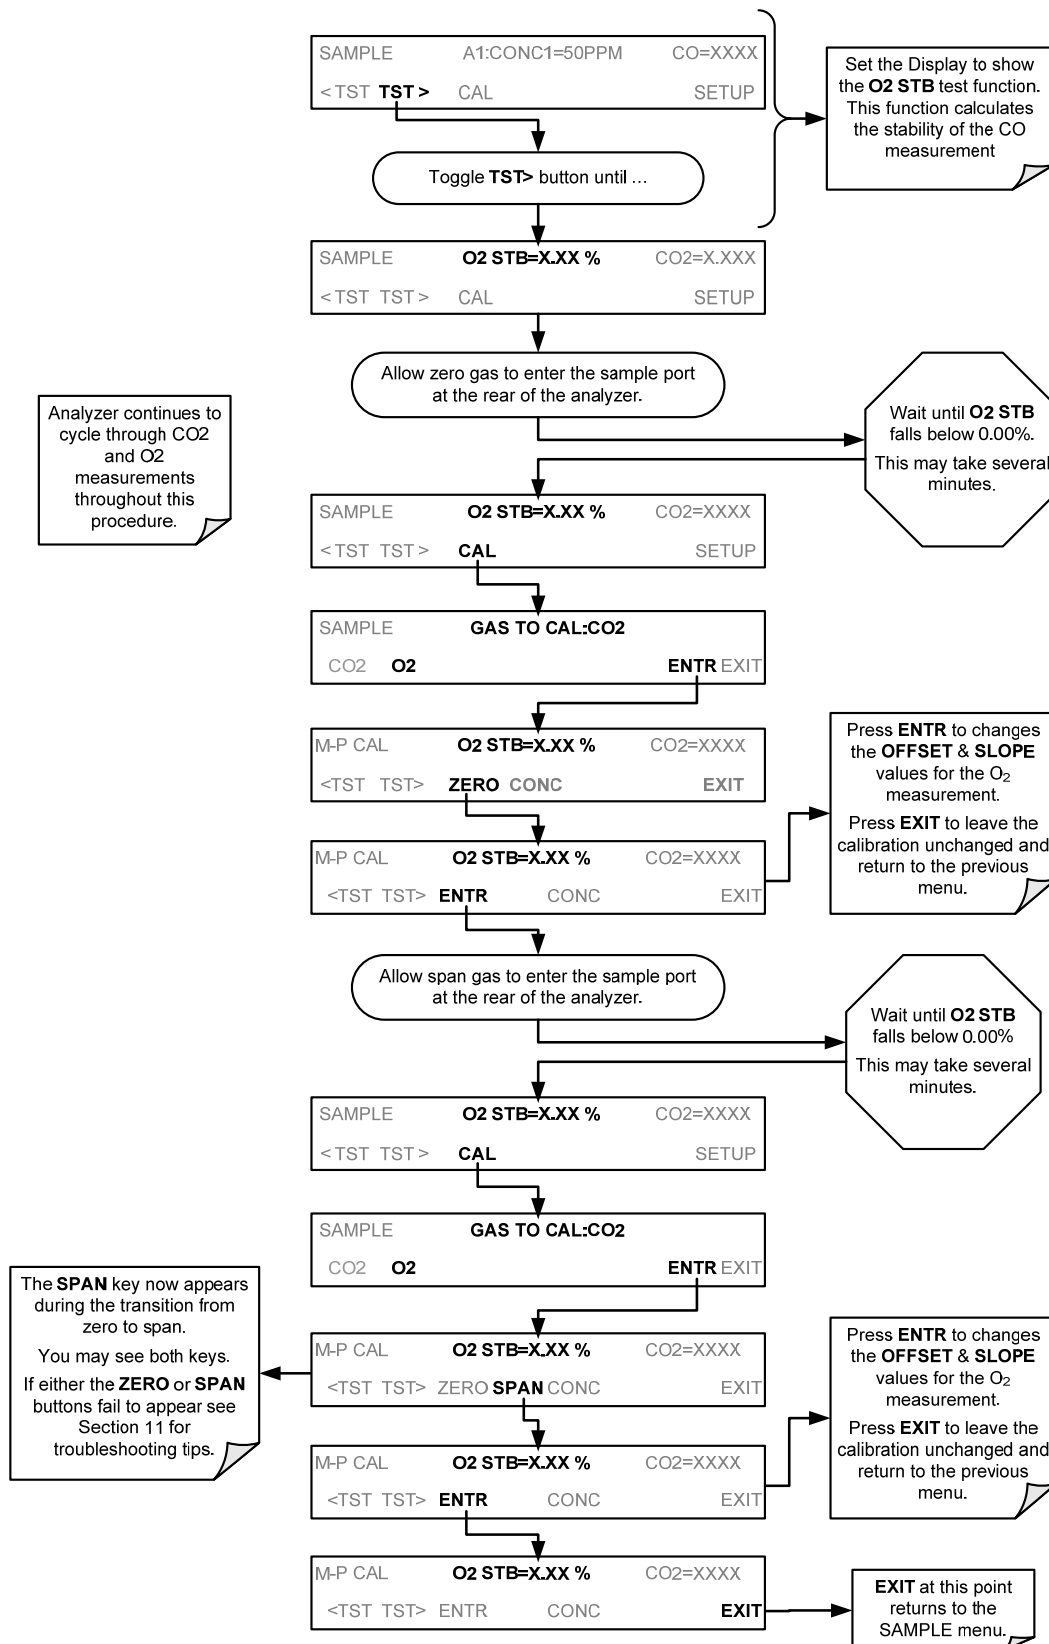 SAMPLE A1:CONC1=50PPM CO=XXXX
< TST TST > CAL SETUP
Set the Display to show
the O2 STB test function.
This function calculates
the stability of the CO
measurement
Toggle TST> button until ...
SAMPLE O2 STB=X.XX % CO2=X.XXX
< TST TST > CAL SETUP
Allow zero gas to enter the sample port
at the rear of the analyzer.
Wait until O2 STB
falls below 0.00%.
This may take several
minutes.
Analyzer continues to
cycle through CO2
and O2
measurements
throughout this
procedure.
SAMPLE O2 STB=X.XX % CO2=XXXX
< TST TST > CAL SETUP
SAMPLE GAS TO CAL:CO2
CO2 O2 ENTR EXIT
M-P CAL O2 STB=X.XX % CO2=XXXX
<TST TST> ZERO CONC EXIT
Press ENTR to changes
the OFFSET & SLOPE
values for the O₂
measurement.
Press EXIT to leave the
calibration unchanged and
return to the previous
menu.
M-P CAL O2 STB=X.XX % CO2=XXXX
<TST TST> ENTR CONC EXIT
Allow span gas to enter the sample port
at the rear of the analyzer.
Wait until O2 STB
falls below 0.00%
This may take several
minutes.
SAMPLE O2 STB=X.XX % CO2=XXXX
< TST TST > CAL SETUP
SAMPLE GAS TO CAL:CO2
CO2 O2 ENTR EXIT
The SPAN key now appears
during the transition from
zero to span.
You may see both keys.
If either the ZERO or SPAN
buttons fail to appear see
Section 11 for
troubleshooting tips.
M-P CAL O2 STB=X.XX % CO2=XXXX
<TST TST> ZERO SPAN CONC EXIT
Press ENTR to changes
the OFFSET & SLOPE
values for the O₂
measurement.
Press EXIT to leave the
calibration unchanged and
return to the previous
menu.
M-P CAL O2 STB=X.XX % CO2=XXXX
<TST TST> ENTR CONC EXIT
M-P CAL O2 STB=X.XX % CO2=XXXX
<TST TST> ENTR CONC EXIT
EXIT at this point
returns to the
SAMPLE menu.